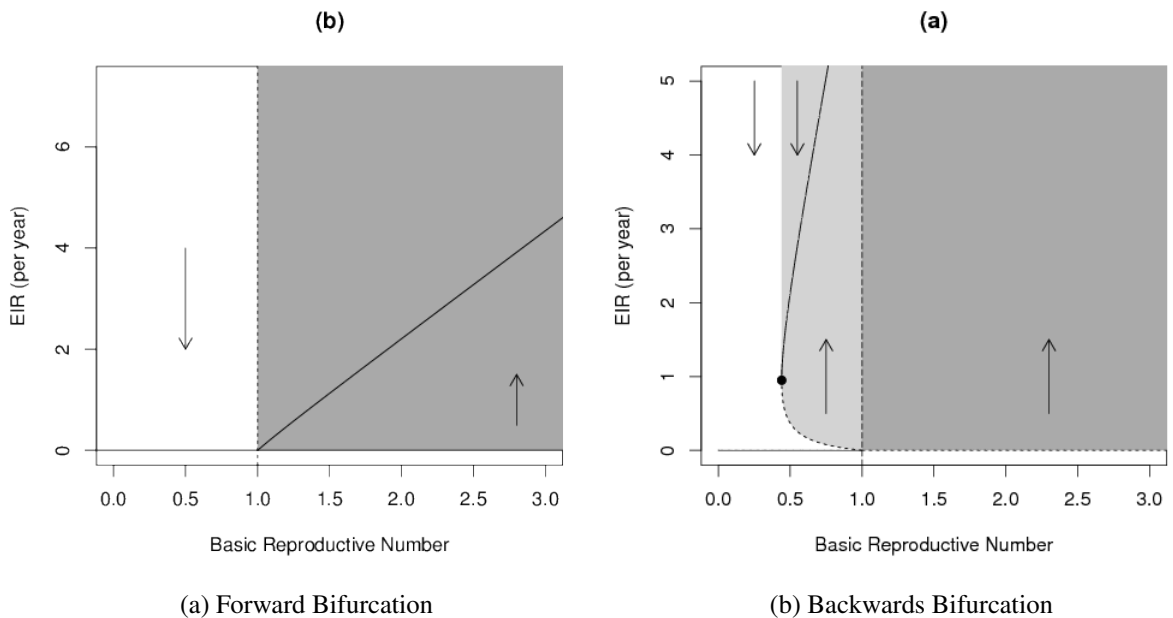 (b)
(a)
EIR (per year)
6
4
2
0
0.0 0.5 1.0 1.5 2.0 2.5 3.0
Basic Reproductive Number
EIR (per year)
5
4
3
2
1
0
0.0 0.5 1.0 1.5 2.0 2.5 3.0
Basic Reproductive Number
(a) Forward Bifurcation
(b) Backwards Bifurcation